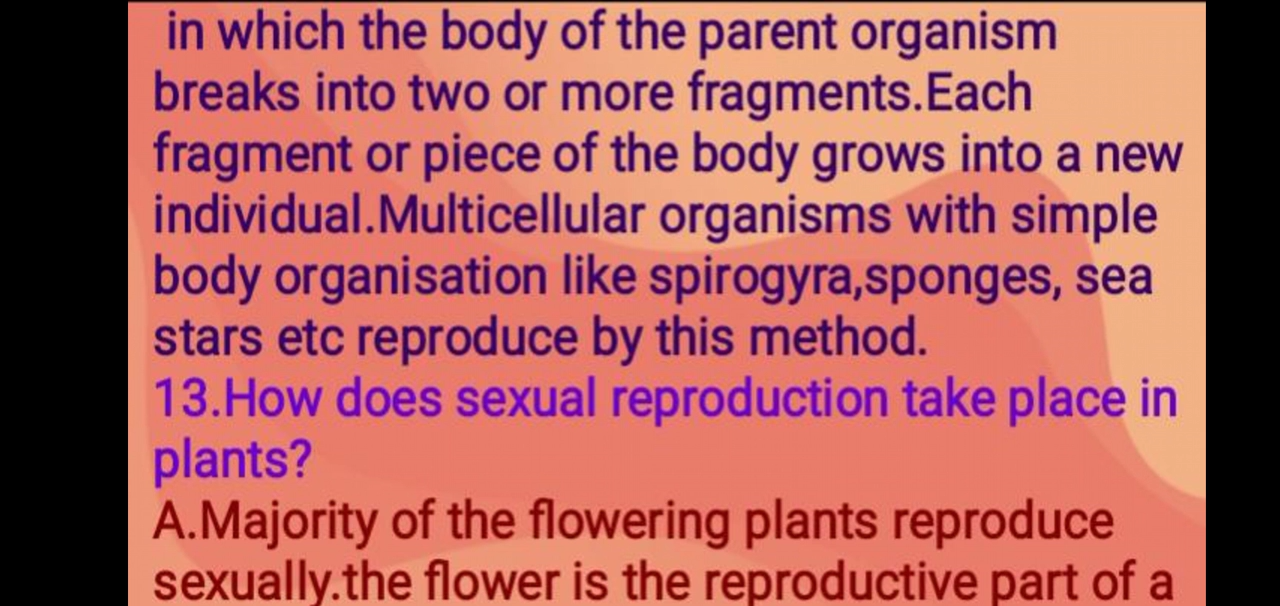 in which the body of the parent organism
breaks into two or more fragments.Each
fragment or piece of the body grows into a new
individual.Multicellular organisms with simple
body organisation like spirogyra,sponges, sea
stars etc reproduce by this method.
13.How does sexual reproduction take place in
plants?
A.Majority of the flowering plants reproduce
sexually.the flower is the reproductive part of a